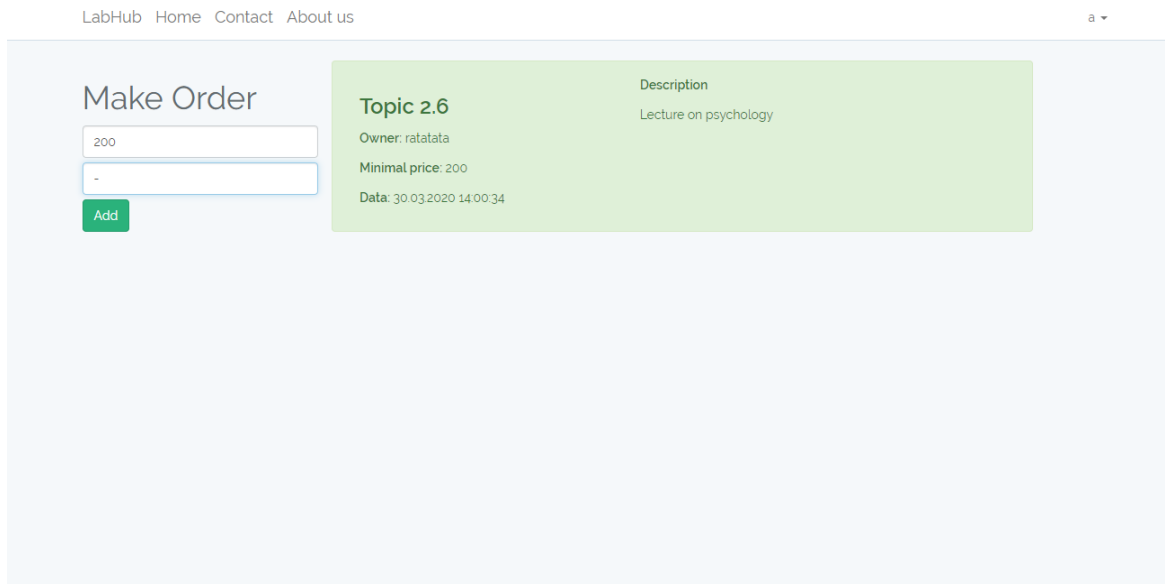 LabHub Home Contact About us a
Make Order
200
-
Add
Topic 2.6
Owner: ratatata
Minimal price: 200
Data: 30.03.2020 14:00:34
Description
Lecture on psychology